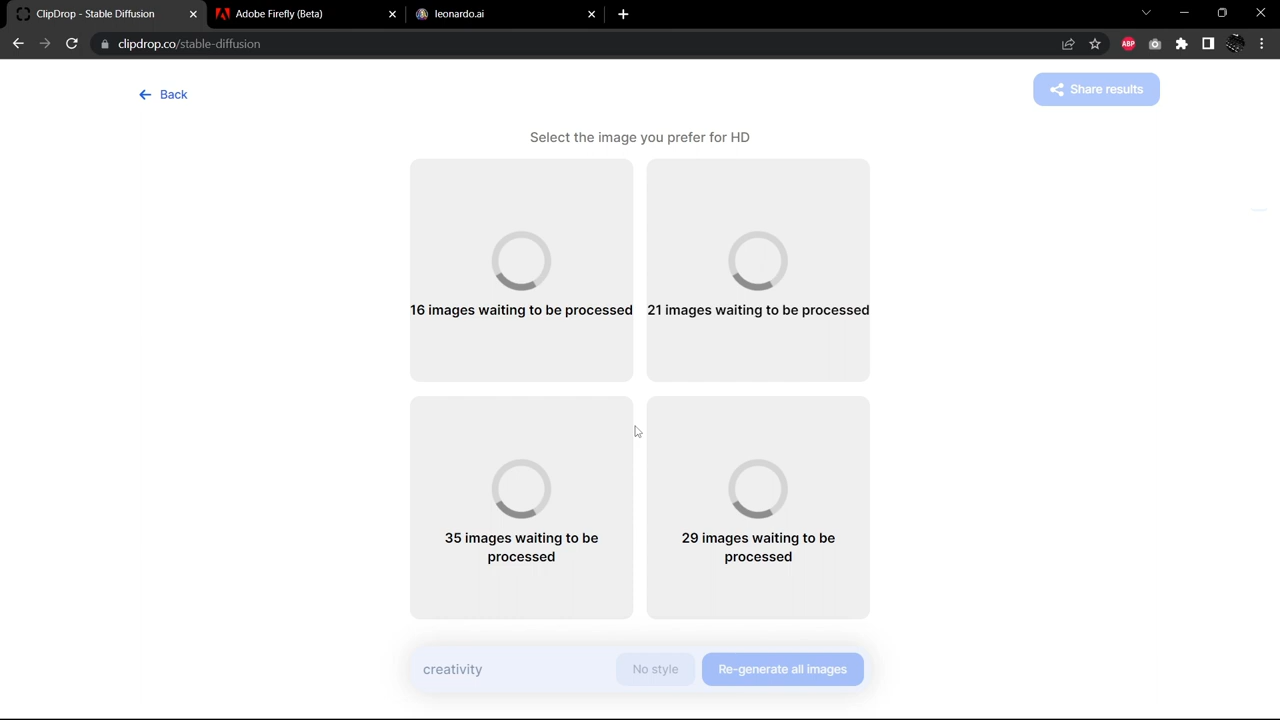 ClipDrop - Stable Diffusion
Adobe Firefly (Beta)
leonardo.ai
clipdrop.co/stable-diffusion
ABP
Back
Share results
Select the image you prefer for HD
16 images waiting to be processed
21 images waiting to be processed
35 images waiting to be
processed
29 images waiting to be
processed
creativity
No style
Re-generate all images